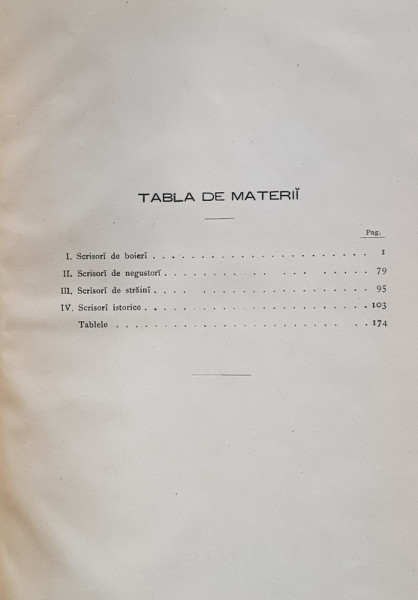 TABLA DE MATERIĬ
Pag.
I. Scrisorĭ de boierĭ . . . . . . . . . . . . . . . . . . . . . . . 1
II. Scrisorĭ de negustorĭ . . . . . . . . . . . . . . . . . . 79
III. Scrisorĭ de străinĭ . . . . . . . . . . . . . . . . . . . . . . 95
IV. Scrisorĭ istorice . . . . . . . . . . . . . . . . . . . . . . . 103
Tablele . . . . . . . . . . . . . . . . . . . . . . . . . 174